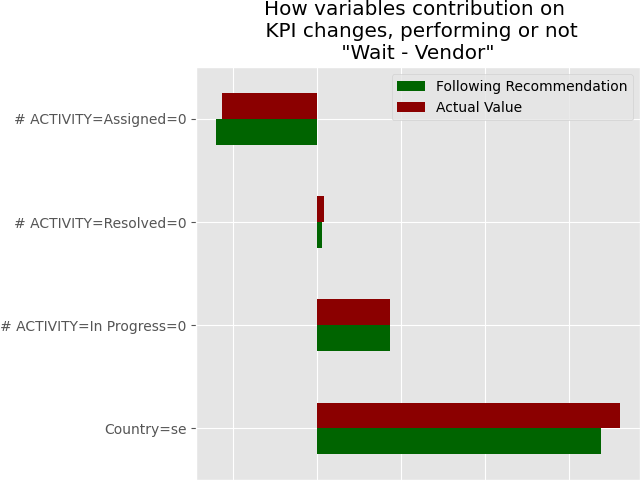 How variables contribution on
KPI changes, performing or not
"Wait - Vendor"
Following Recommendation
Actual Value
# ACTIVITY=Assigned=0
# ACTIVITY=Resolved=0
# ACTIVITY=In Progress=0
Country=se